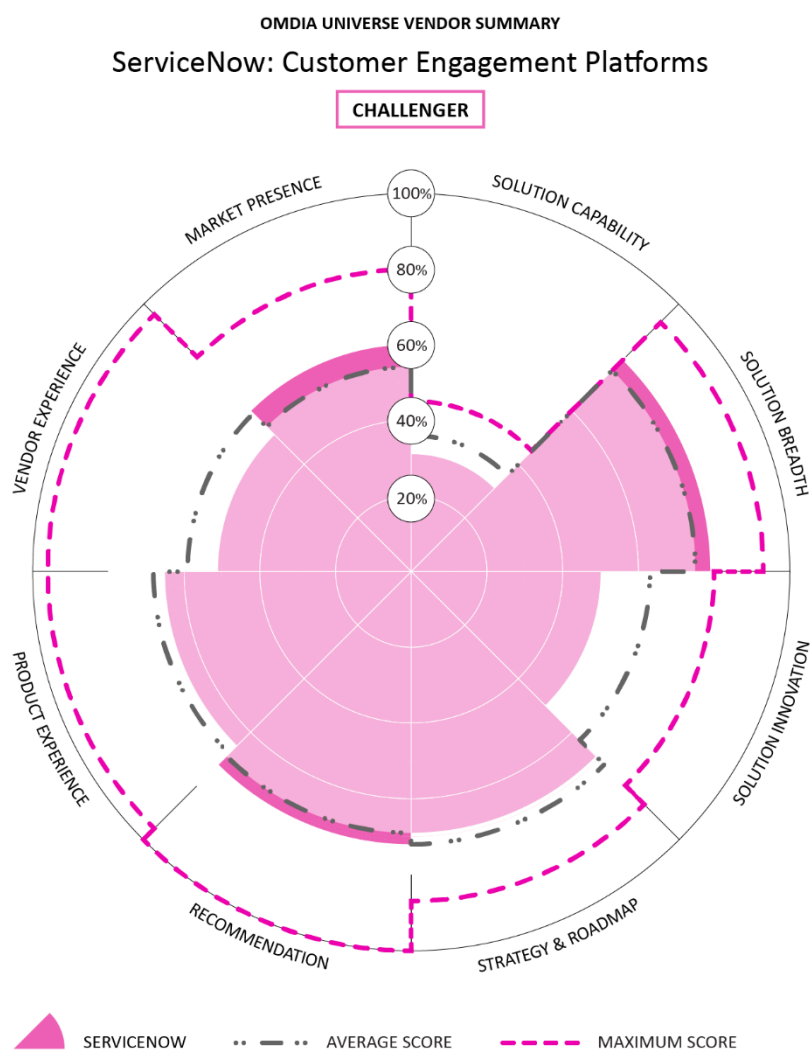 OMDIA UNIVERSE VENDOR SUMMARY
ServiceNow: Customer Engagement Platforms
CHALLENGER
MARKET PRESENCE
SOLUTION CAPABILITY
SOLUTION BREADTH
SOLUTION INNOVATION
STRATEGY & ROADMAP
RECOMMENDATION
PRODUCT EXPERIENCE
VENDOR EXPERIENCE
100%
80%
60%
40%
20%
SERVICENOW
AVERAGE SCORE
MAXIMUM SCORE